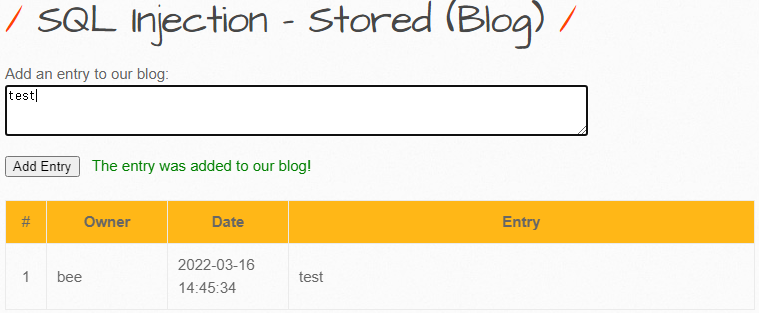 / SQL Injection - Stored (Blog) /
Add an entry to our blog:
test
Add Entry The entry was added to our blog!
# Owner Date Entry
1 bee 2022-03-16 14:45:34 test